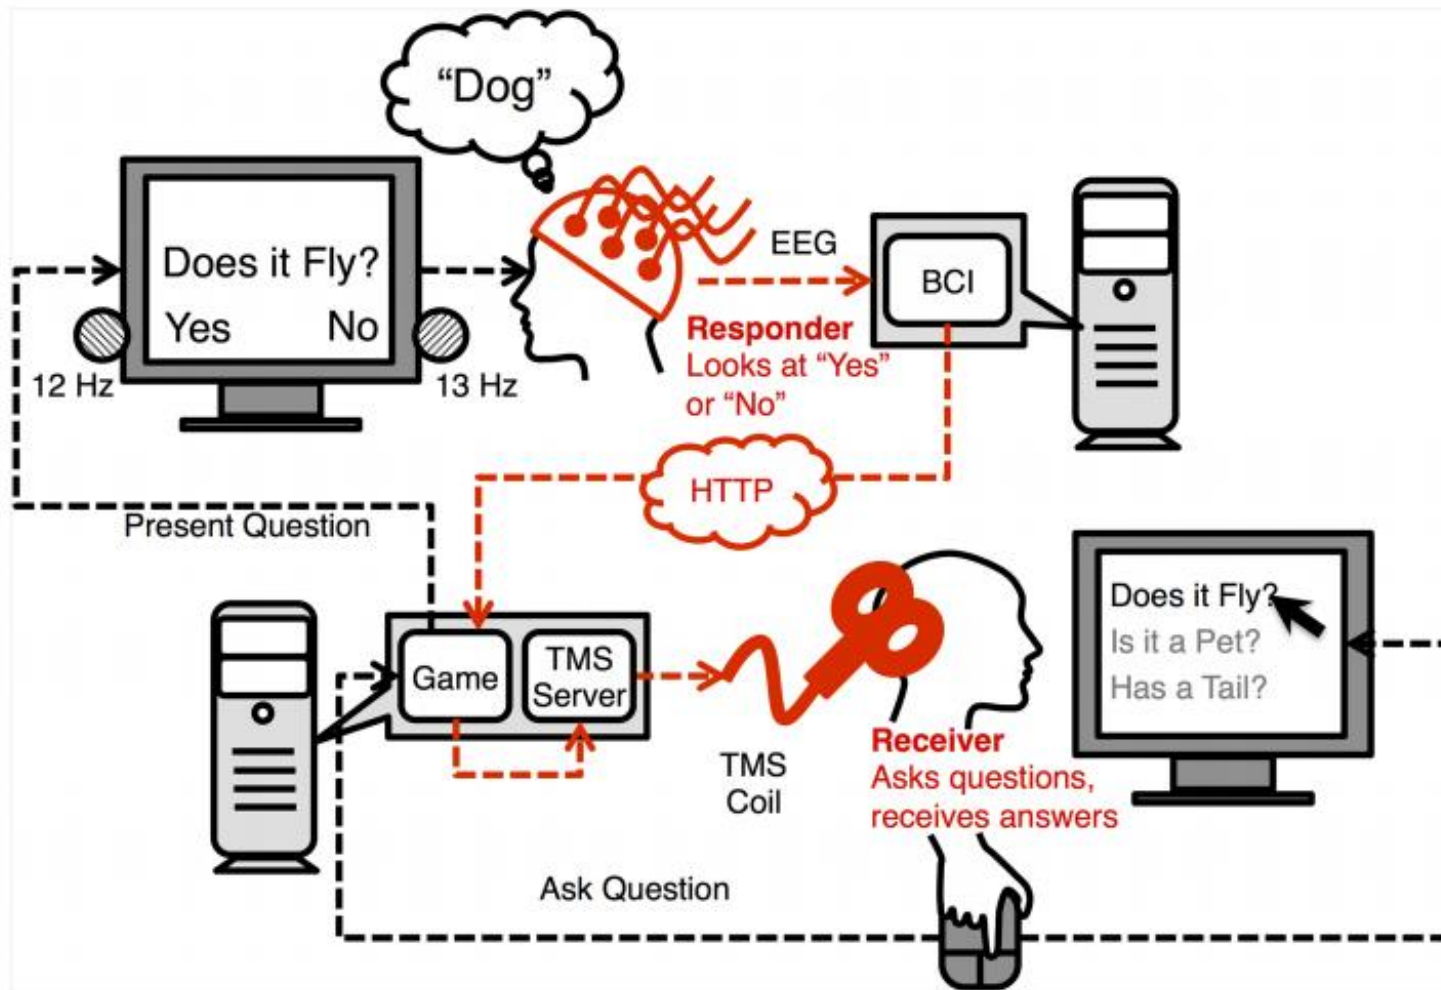 “Dog”
Does it Fly?
Yes No
12 Hz
13 Hz
EEG
BCI
Responder
Looks at “Yes”
or “No”
HTTP
Present Question
Game
TMS
Server
TMS
Coil
Receiver
Asks questions,
receives answers
Does it Fly?
Is it a Pet?
Has a Tail?
Ask Question